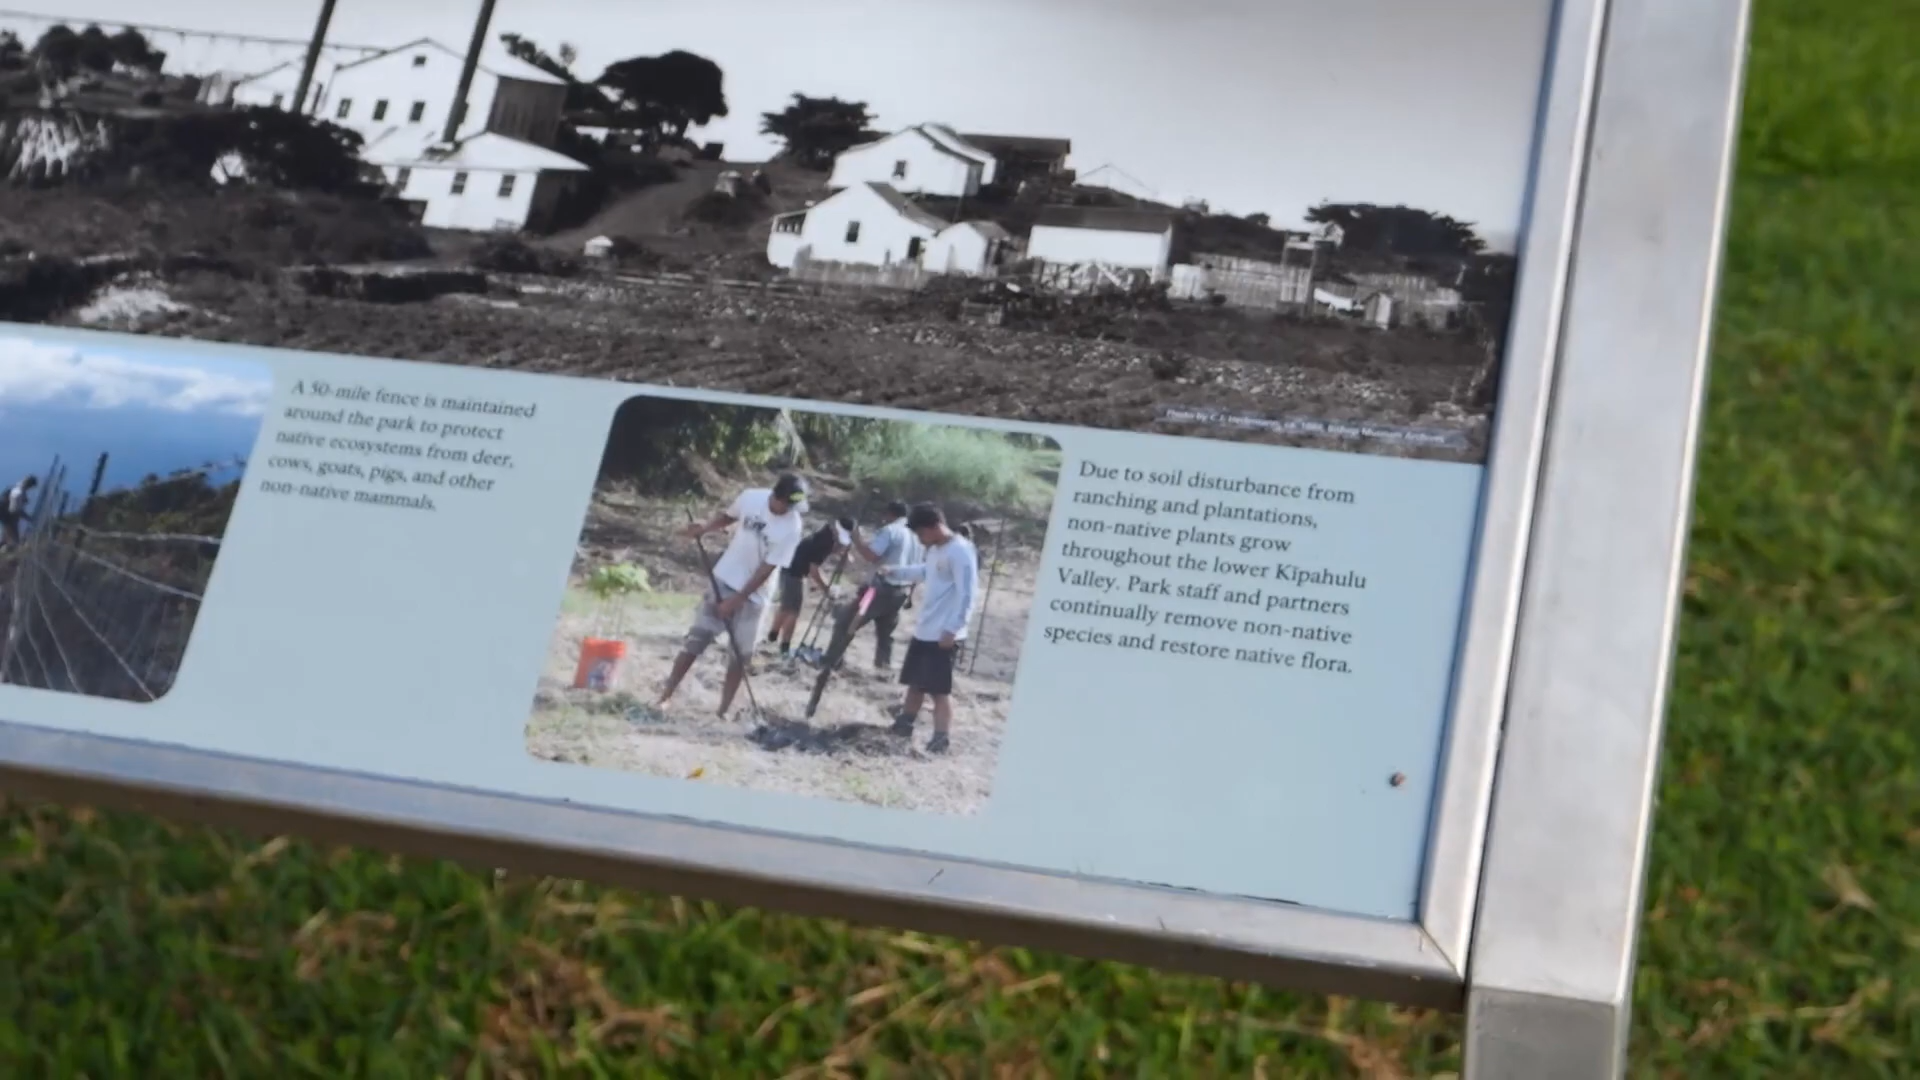 A 50-mile fence is maintained
around the park to protect
native ecosystems from deer,
cows, goats, pigs, and other
non-native mammals.
Due to soil disturbance from
ranching and plantations,
non-native plants grow
throughout the lower Kīpahulu
Valley. Park staff and partners
continually remove non-native
species and restore native flora.
Photo by C.J.